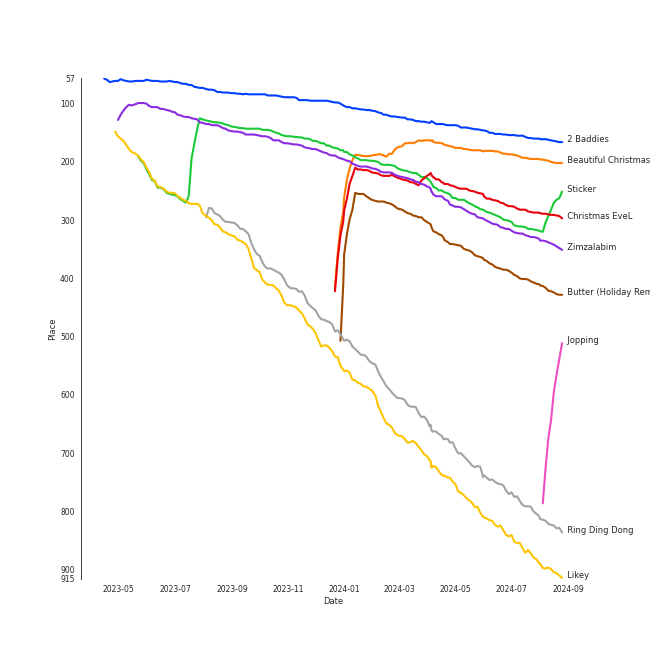 57
100
200
300
400
500
600
700
800
900
915
Place
2 Baddies
Beautiful Christmas
Sticker
Christmas EveL
Zimzalabim
Butter (Holiday Rem
Jopping
Ring Ding Dong
Likey
2023-05
2023-07
2023-09
2023-11
2024-01
2024-03
2024-05
2024-07
2024-09
Date